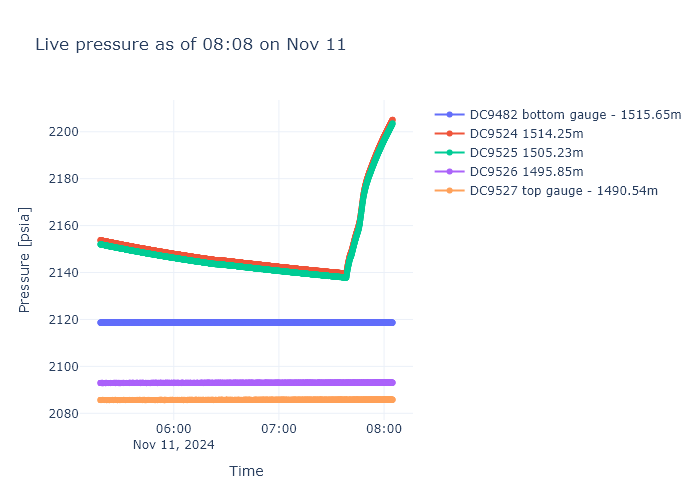 Live pressure as of 08:08 on Nov 11
DC9482 bottom gauge - 1515.65m
DC9524 1514.25m
DC9525 1505.23m
DC9526 1495.85m
DC9527 top gauge - 1490.54m
Pressure [psia]
2200
2180
2160
2140
2120
2100
2080
06:00
07:00
08:00
Nov 11, 2024
Time